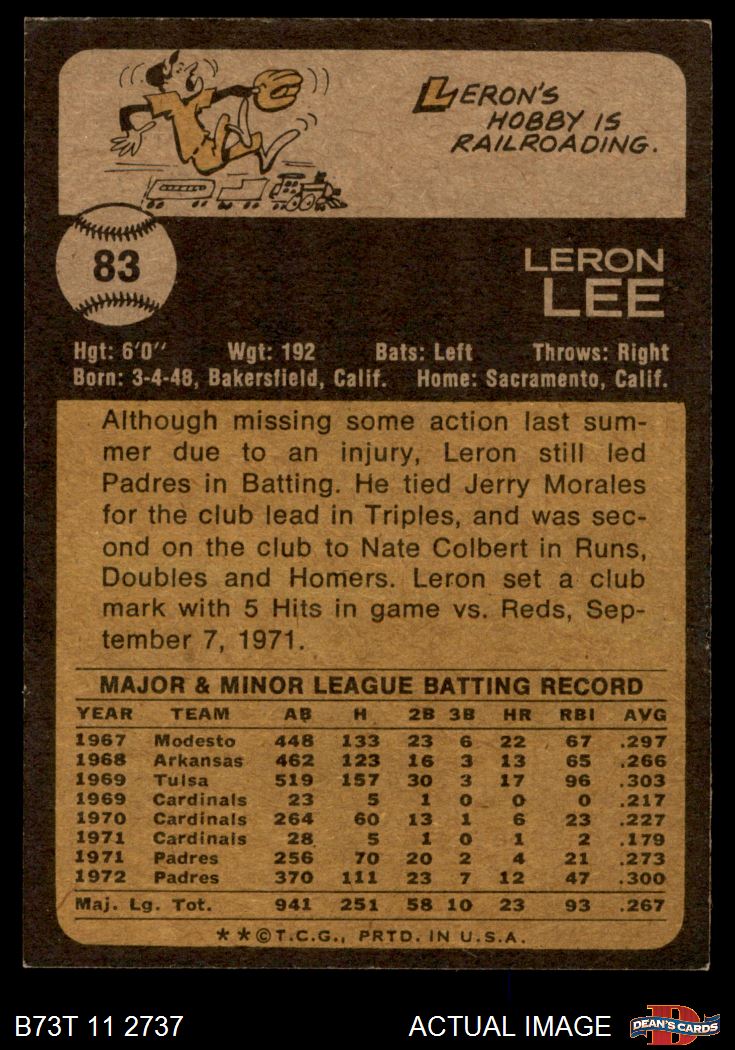 LERON'S
HOBBY IS
RAILROADING.
83
LERON
LEE
Hgt: 6'0" Wgt: 192 Bats: Left Throws: Right
Born: 3-4-48, Bakersfield, Calif. Home: Sacramento, Calif.
Although missing some action last sum-
mer due to an injury, Leron still led
Padres in Batting. He tied Jerry Morales
for the club lead in Triples, and was sec-
ond on the club to Nate Colbert in Runs,
Doubles and Homers. Leron set a club
mark with 5 Hits in game vs. Reds, Sep-
tember 7, 1971.
MAJOR & MINOR LEAGUE BATTING RECORD
YEAR TEAM AB H 2B 3B HR RBI AVG
1967 Modesto 448 133 23 6 22 67 .297
1968 Arkansas 462 123 16 3 13 65 .266
1969 Tulsa 519 157 30 3 17 96 .303
1969 Cardinals 23 5 1 0 0 0 .217
1970 Cardinals 264 60 13 1 6 23 .227
1971 Cardinals 28 5 1 0 1 2 .179
1971 Padres 256 70 20 2 4 21 .273
1972 Padres 370 111 23 7 12 47 .300
Maj. Lg. Tot. 941 251 58 10 23 93 .267
**©T.C.G., PRTD. IN U.S.A.
B73T 11 2737 ACTUAL IMAGE D DEAN'S CARDS